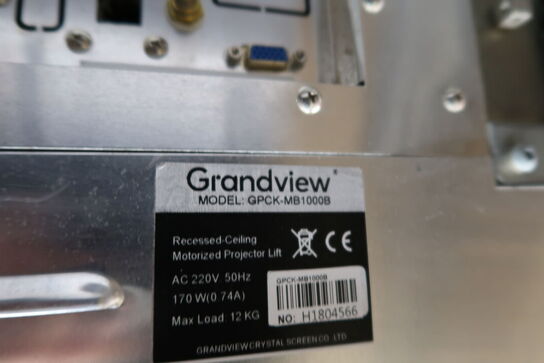 Grandview®
MODEL: GPCK-MB1000B
Recessed-Ceiling
Motorized Projector Lift
CE
AC 220V 50Hz
170 W(0.74A)
Max Load: 12 KG
GPCK-MB1000B
NO: H1804566
GRANDVIEW CRYSTAL SCREEN CO. LTD.